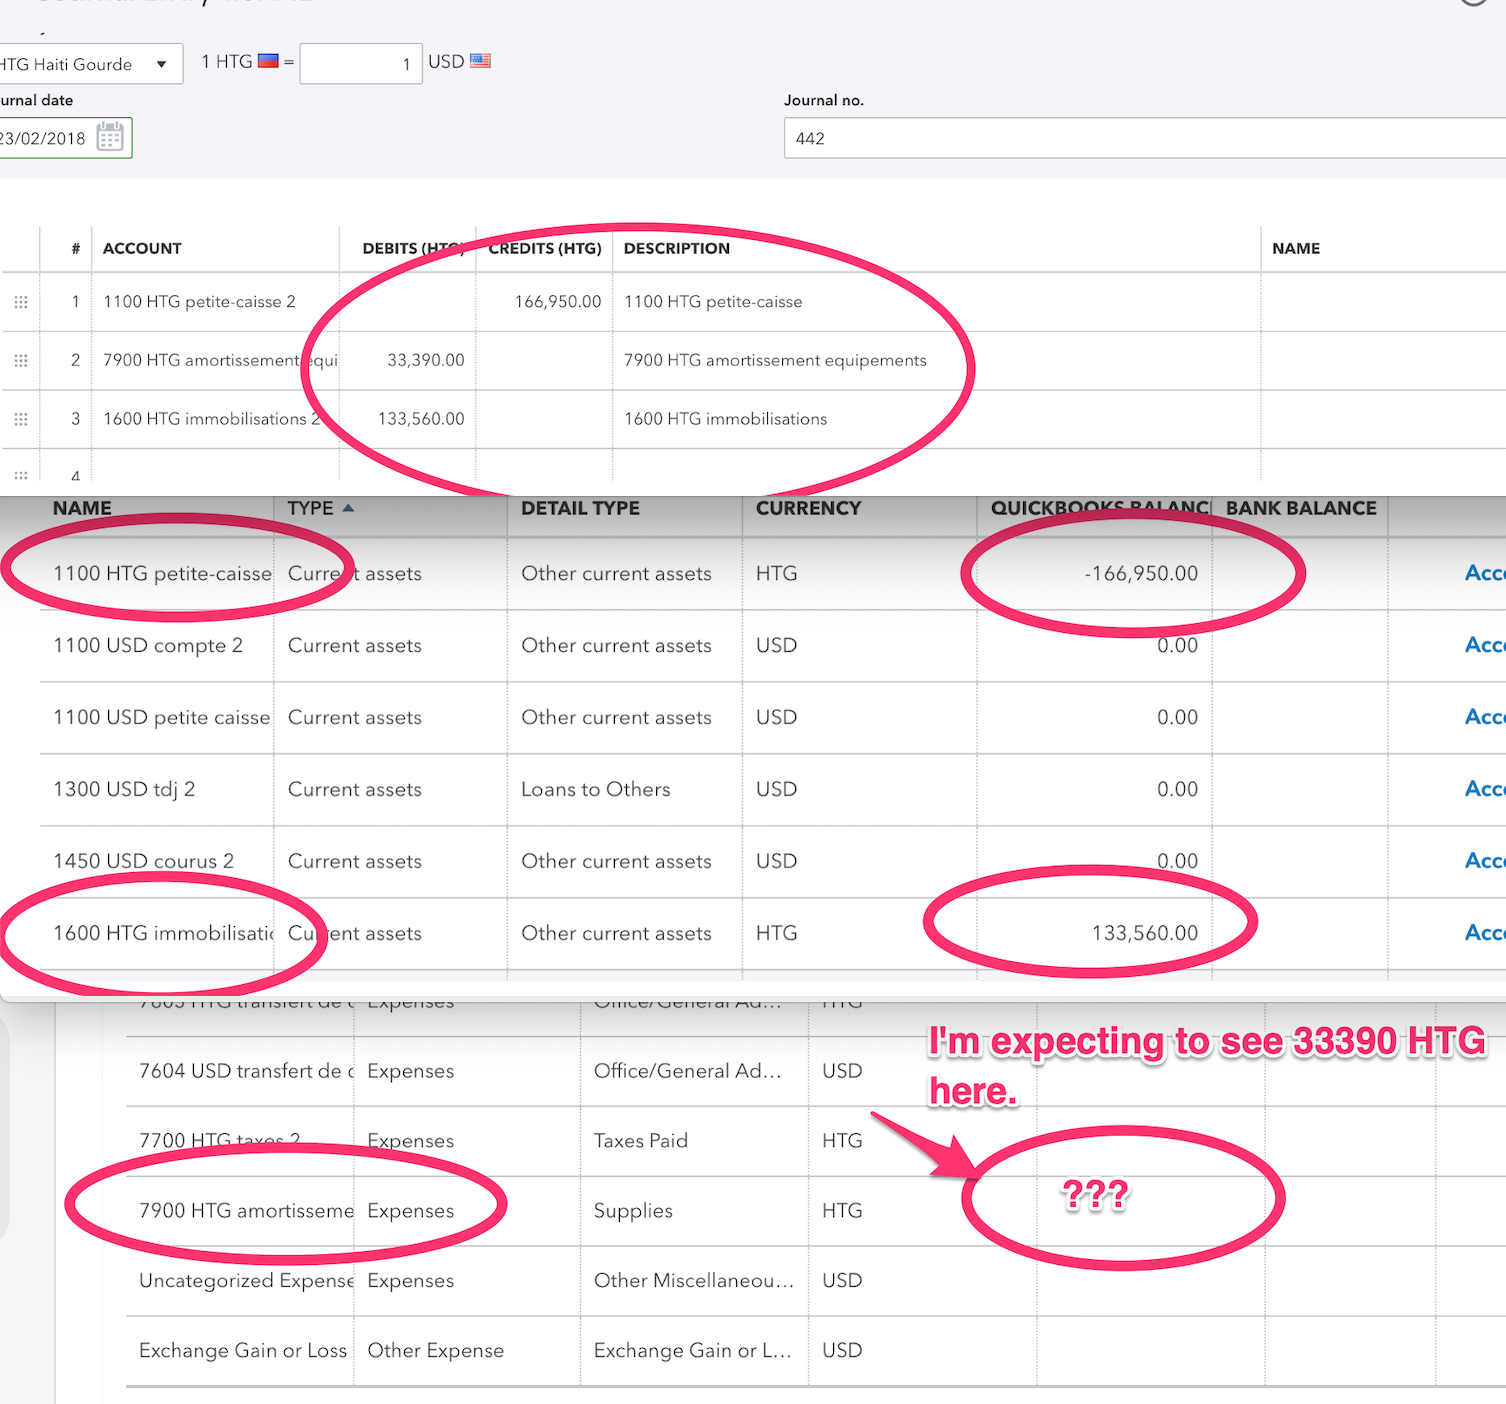 HTG Haiti Gourde 1 HTG = 1 USD
urnal date Journal no.
23/02/2018 442
# ACCOUNT DEBITS (HTG) CREDITS (HTG) DESCRIPTION NAME
1 1100 HTG petite-caisse 2 166,950.00 1100 HTG petite-caisse
2 7900 HTG amortissement equi 33,390.00 7900 HTG amortissement equipements
3 1600 HTG immobilisations 2 133,560.00 1600 HTG immobilisations
4
NAME TYPE DETAIL TYPE CURRENCY QUICKBOOKS BALANC BANK BALANCE
1100 HTG petite-caisse Current assets Other current assets HTG -166,950.00 Acc
1100 USD compte 2 Current assets Other current assets USD 0.00 Acc
1100 USD petite caisse Current assets Other current assets USD 0.00 Acc
1300 USD tdj 2 Current assets Loans to Others USD 0.00 Acc
1450 USD courus 2 Current assets Other current assets USD 0.00 Acc
1600 HTG immobilisati Current assets Other current assets HTG 133,560.00 Acc
HTG transfert de Expenses Office/General Ad... HTG
I'm expecting to see 33390 HTG
here.
7604 USD transfert de c Expenses Office/General Ad... USD
7700 HTG taxes 2 Expenses Taxes Paid HTG
7900 HTG amortisseme Expenses Supplies HTG ???
Uncategorized Expense Expenses Other Miscellaneou... USD
Exchange Gain or Loss Other Expense Exchange Gain or L... USD